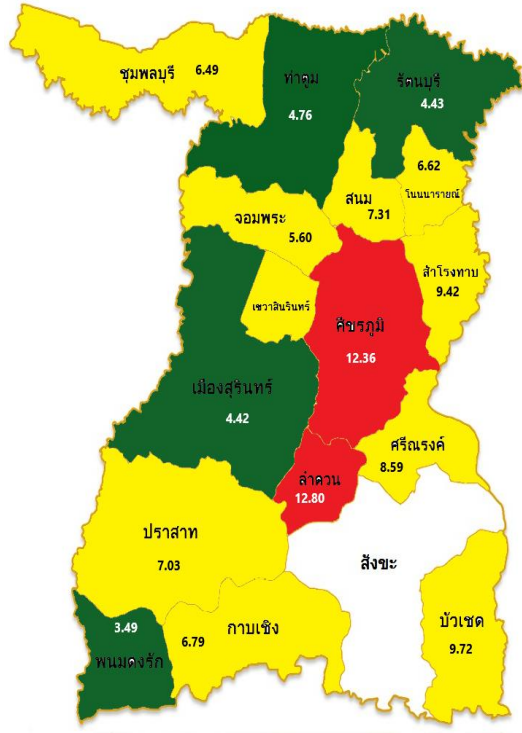 ชุมพลบุรี 6.49
ท่าตูม
4.76
รัตนบุรี
4.43
6.62
โนนนารายณ์
สนม
7.31
จอมพระ
5.60
สำโรงทาบ
9.42
เขวาสินรินทร์
ศีขรภูมิ
12.36
เมืองสุรินทร์
4.42
ศรีณรงค์
8.59
ลำดวน
12.80
ปราสาท
7.03
สังขะ
3.49
พนมดงรัก
กาบเชิง
6.79
บัวเชด
9.72